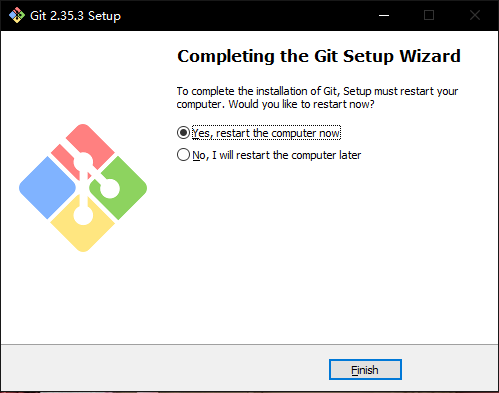 Git 2.35.3 Setup
Completing the Git Setup Wizard
To complete the installation of Git, Setup must restart your
computer. Would you like to restart now?
Yes, restart the computer now
No, I will restart the computer later
Finish